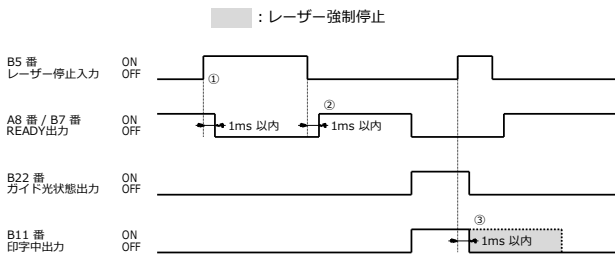 ：レーザー強制停止
B5 番
レーザー停止入力
ON
OFF
①
A8 番 / B7 番
READY出力
ON
OFF
1ms 以内
②
1ms 以内
B22 番
ガイド光状態出力
ON
OFF
B11 番
印字中出力
ON
OFF
③
1ms 以内